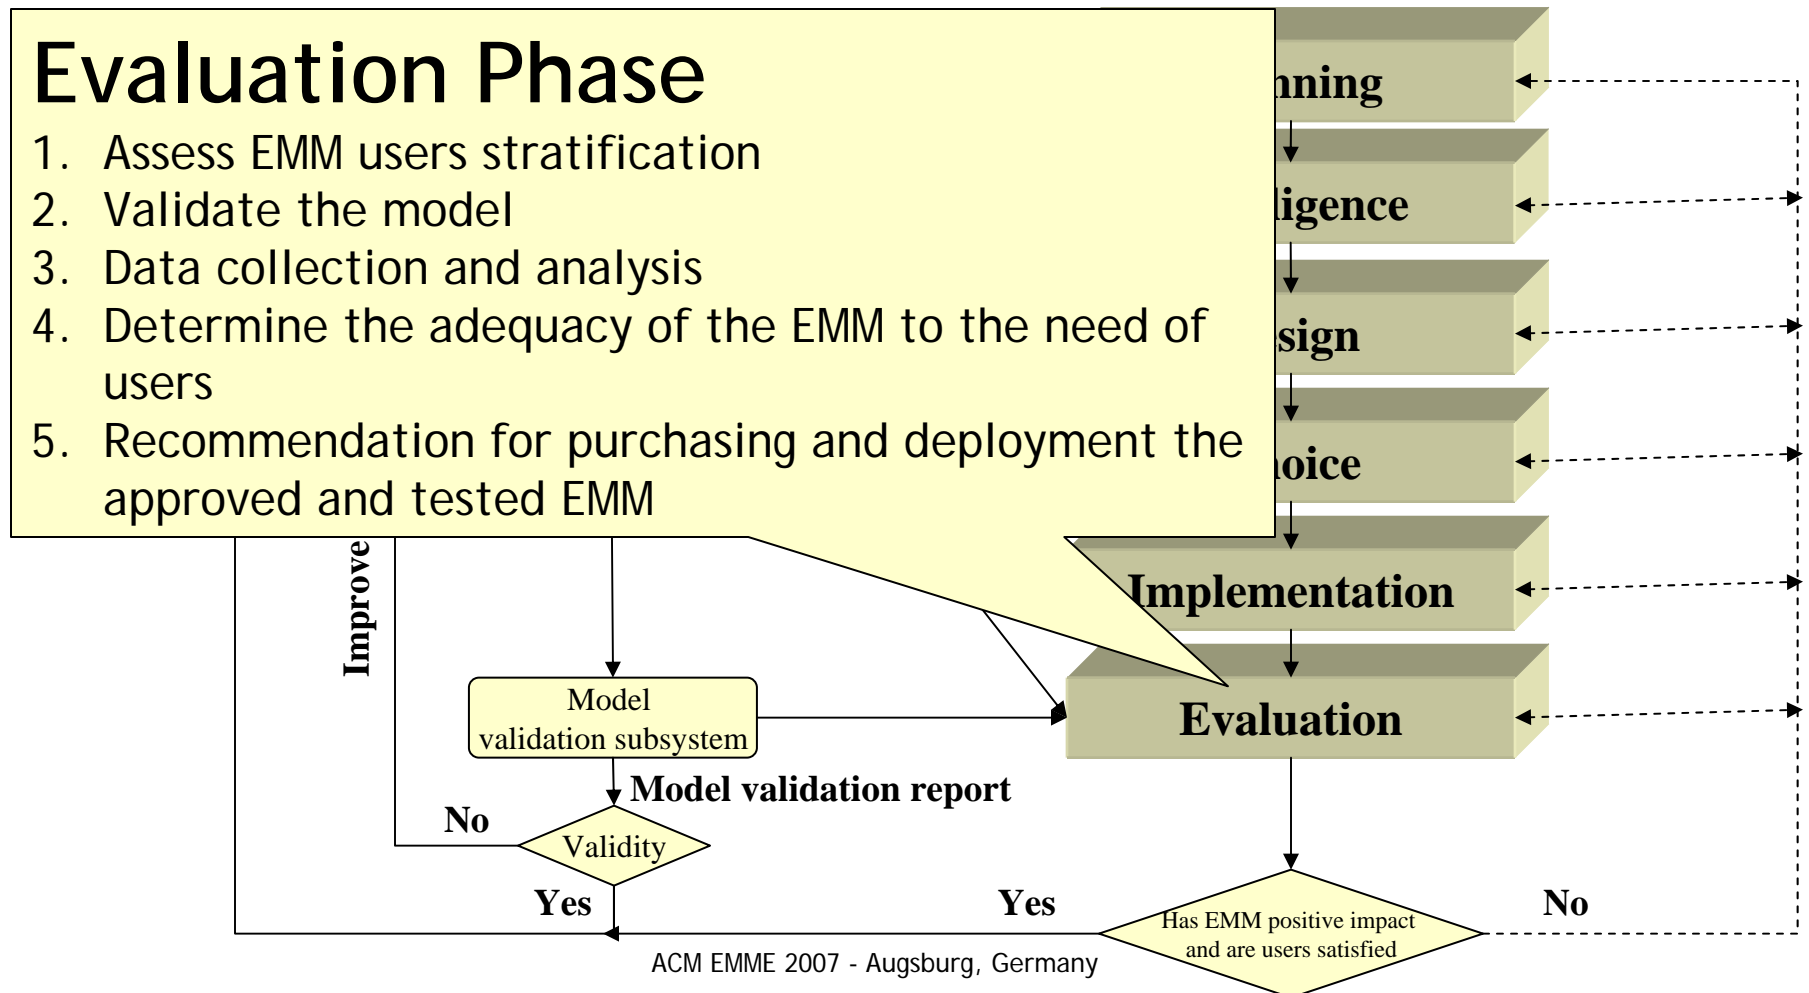 Evaluation Phase
1. Assess EMM users stratification
2. Validate the model
3. Data collection and analysis
4. Determine the adequacy of the EMM to the need of
users
5. Recommendation for purchasing and deployment the
approved and tested EMM
nning
ligence
sign
oice
Implementation
Evaluation
Improve
Model
validation subsystem
Model validation report
No
Validity
Yes
Yes
Has EMM positive impact
and are users satisfied
No
ACM EMME 2007 - Augsburg, Germany